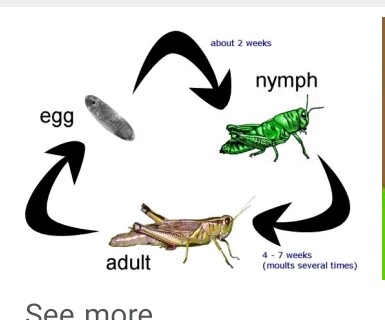 about 2 weeks
nymph
egg
adult
4 - 7 weeks
(moults several times)
See more